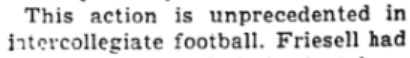 This action is unprecedented in
intercollegiate football. Friesell had